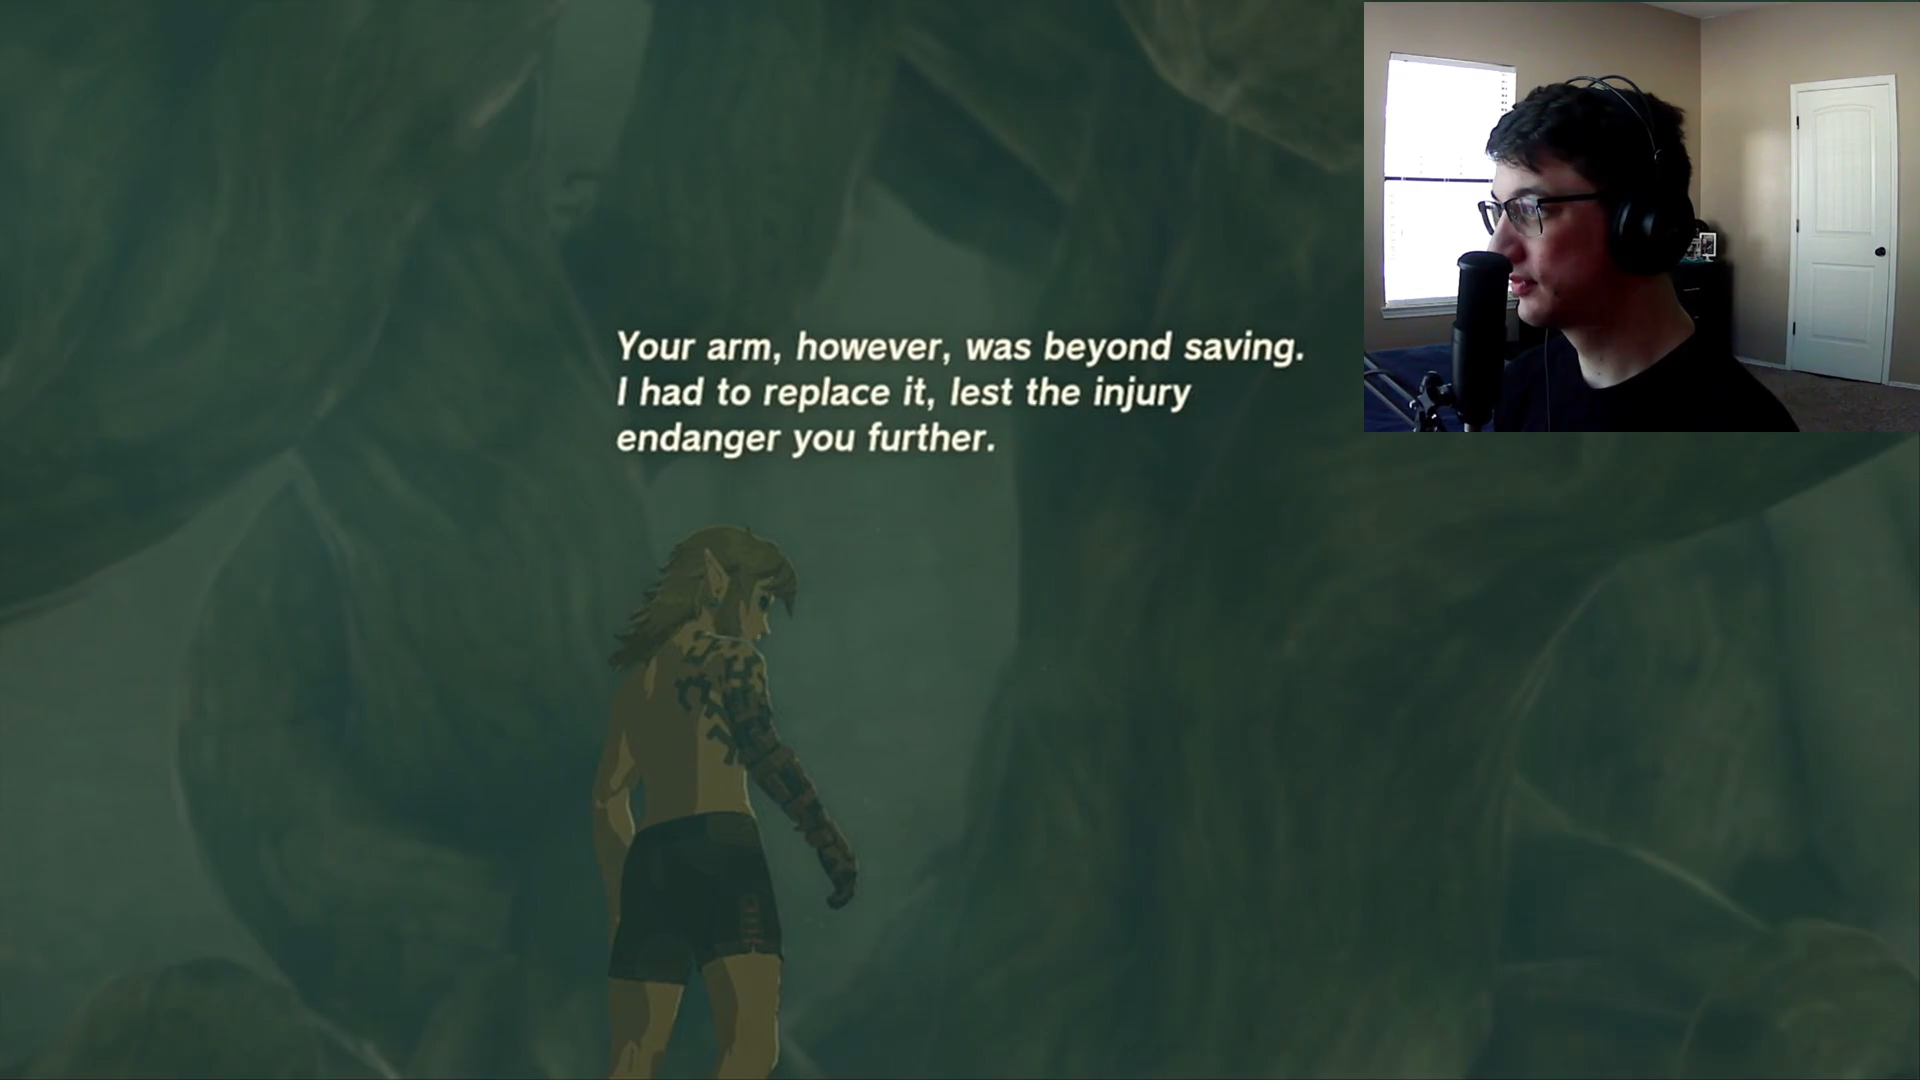 Your arm, however, was beyond saving.
I had to replace it, lest the injury
endanger you further.